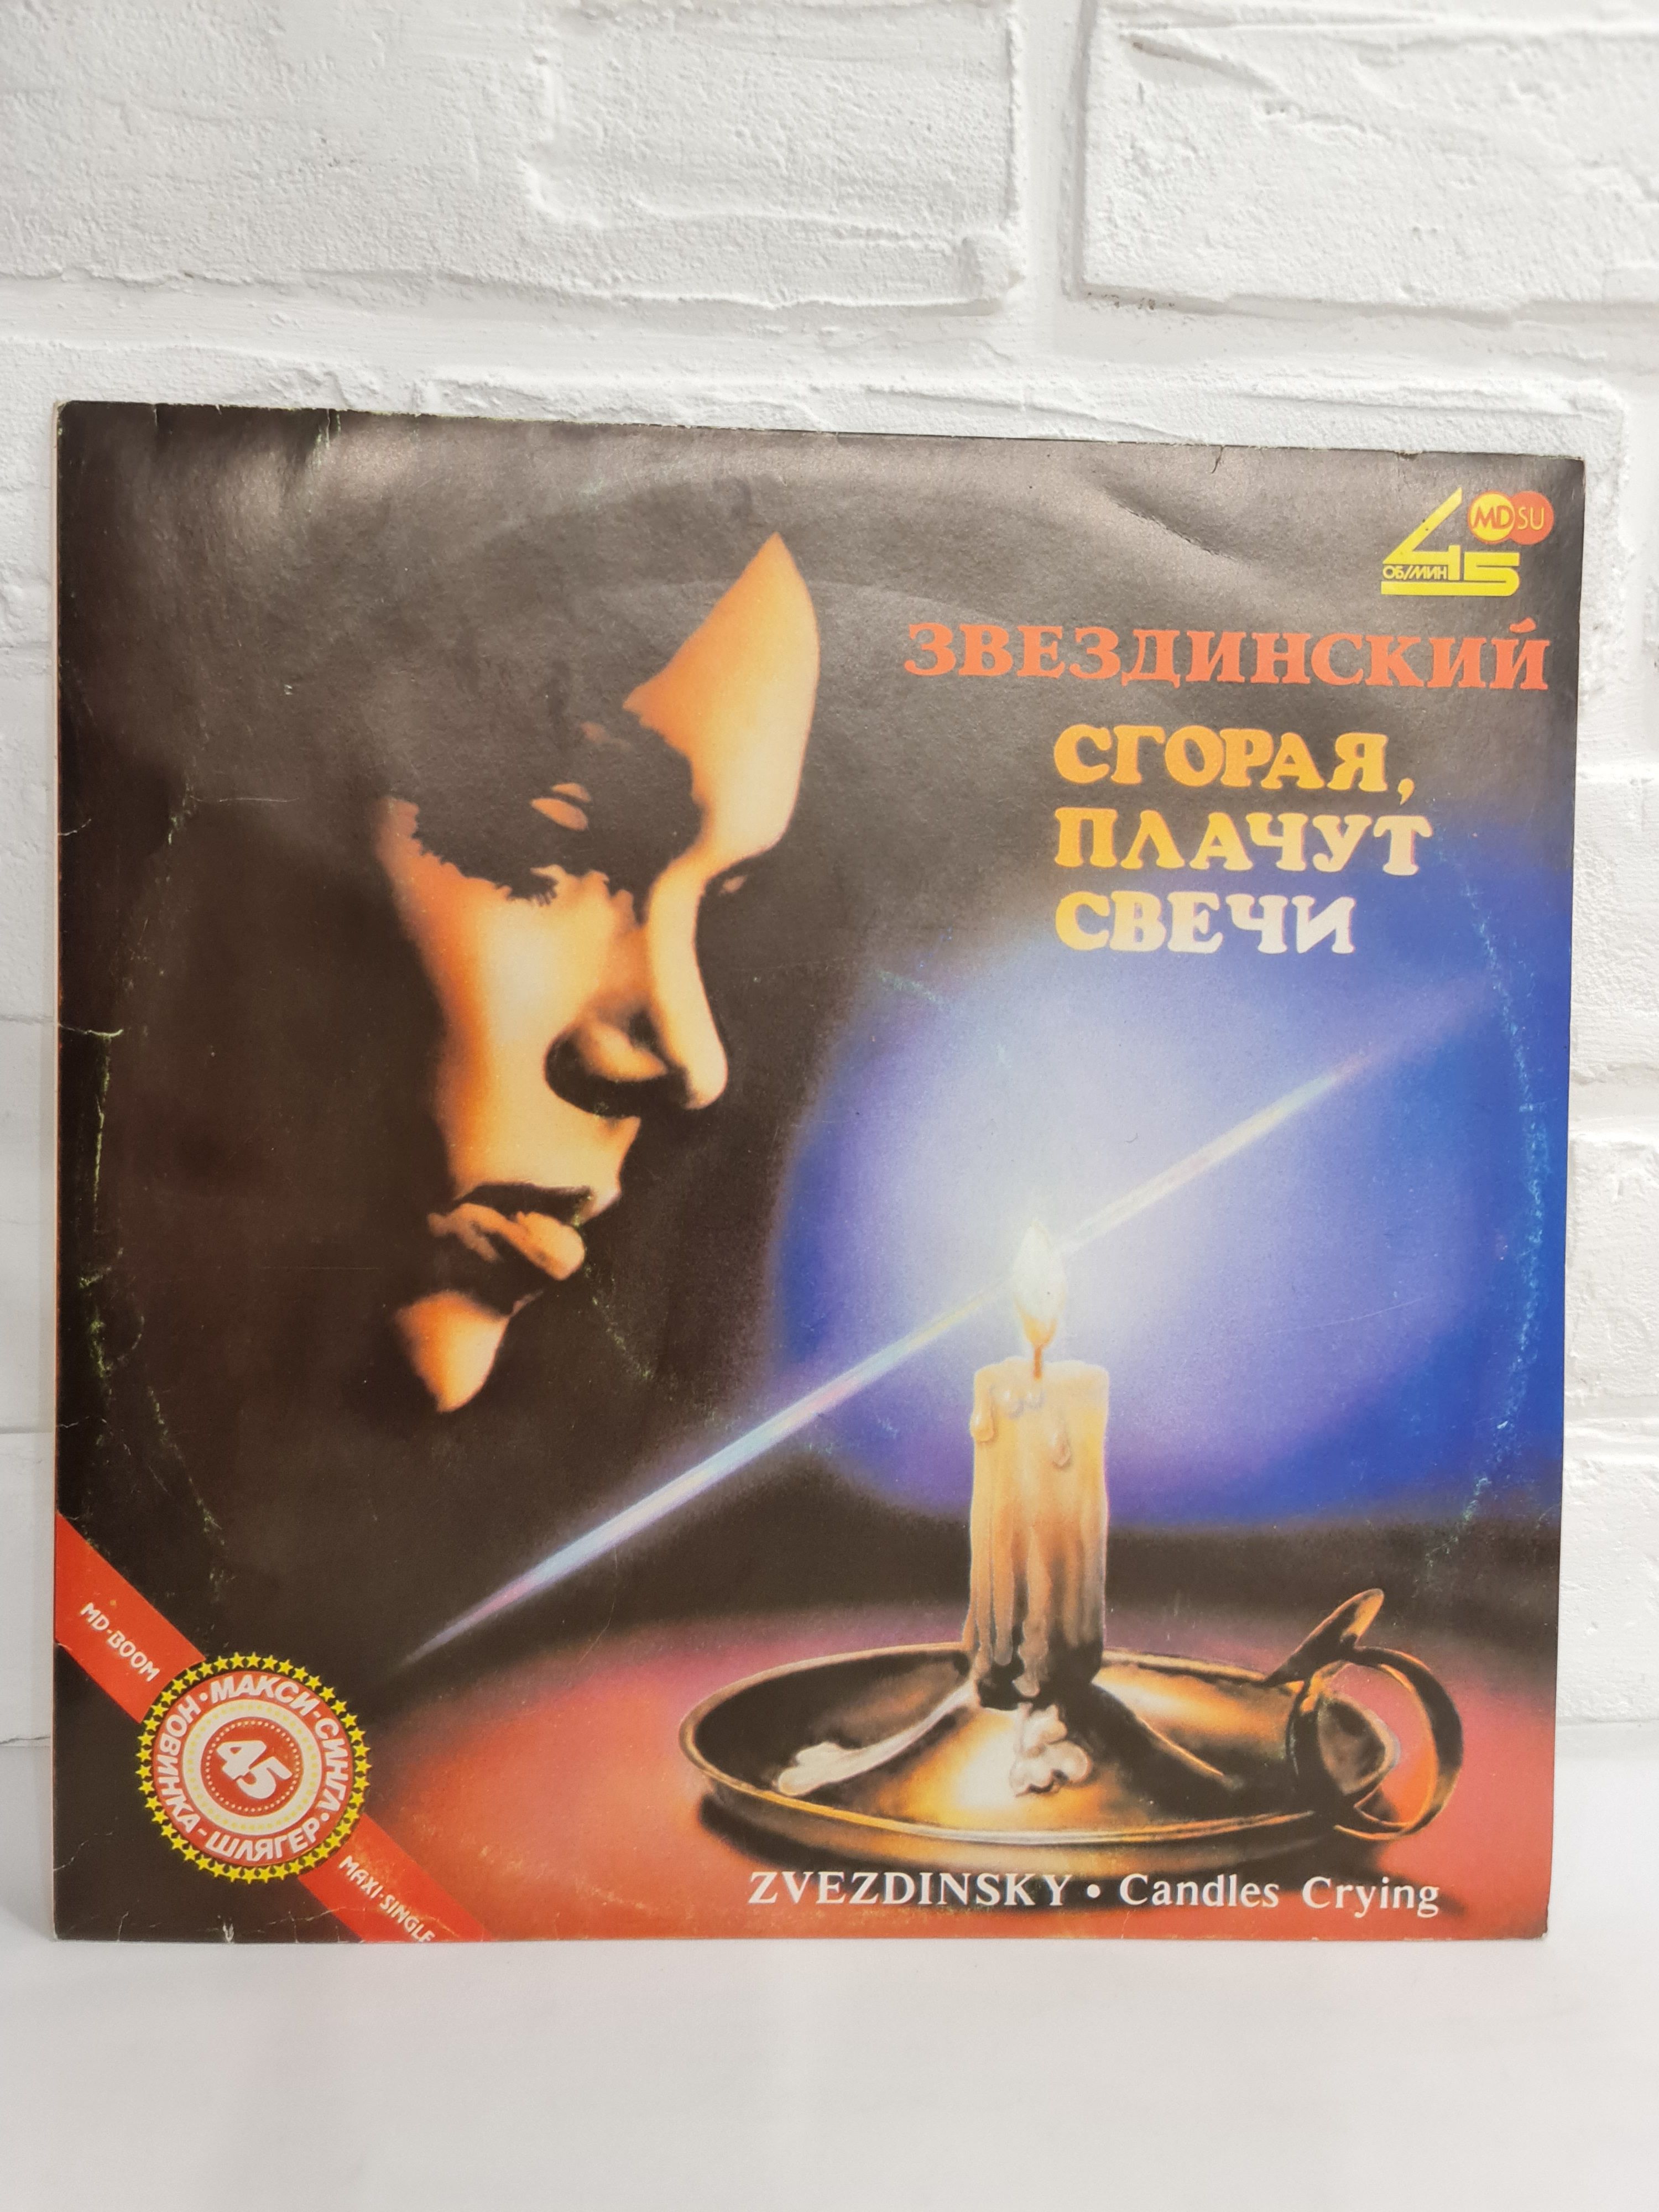 45 MD SU
ОБ/МИН
ЗВЕЗДИНСКИЙ
СГОРАЯ,
ПЛАЧУТ
СВЕЧИ
MD-BOOM
НОВИНКА-ШЛЯГЕР • МАКСИ-СИНГЛ •
45
MAXI-SINGLE
ZVEZDINSKY • Candles Crying